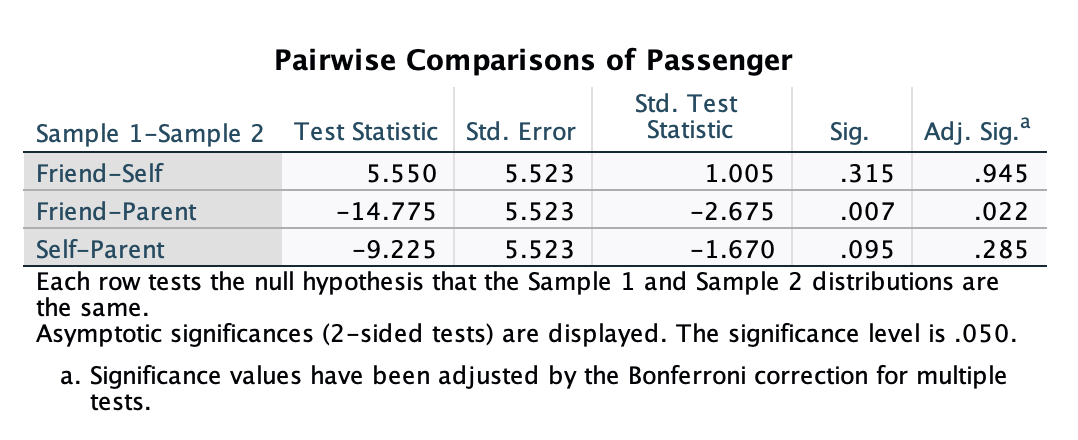 Pairwise Comparisons of Passenger
Sample 1-Sample 2 Test Statistic Std. Error Std. Test Statistic Sig. Adj. Sig.a
Friend-Self 5.550 5.523 1.005 .315 .945
Friend-Parent -14.775 5.523 -2.675 .007 .022
Self-Parent -9.225 5.523 -1.670 .095 .285
Each row tests the null hypothesis that the Sample 1 and Sample 2 distributions are
the same.
Asymptotic significances (2-sided tests) are displayed. The significance level is .050.
a. Significance values have been adjusted by the Bonferroni correction for multiple
tests.